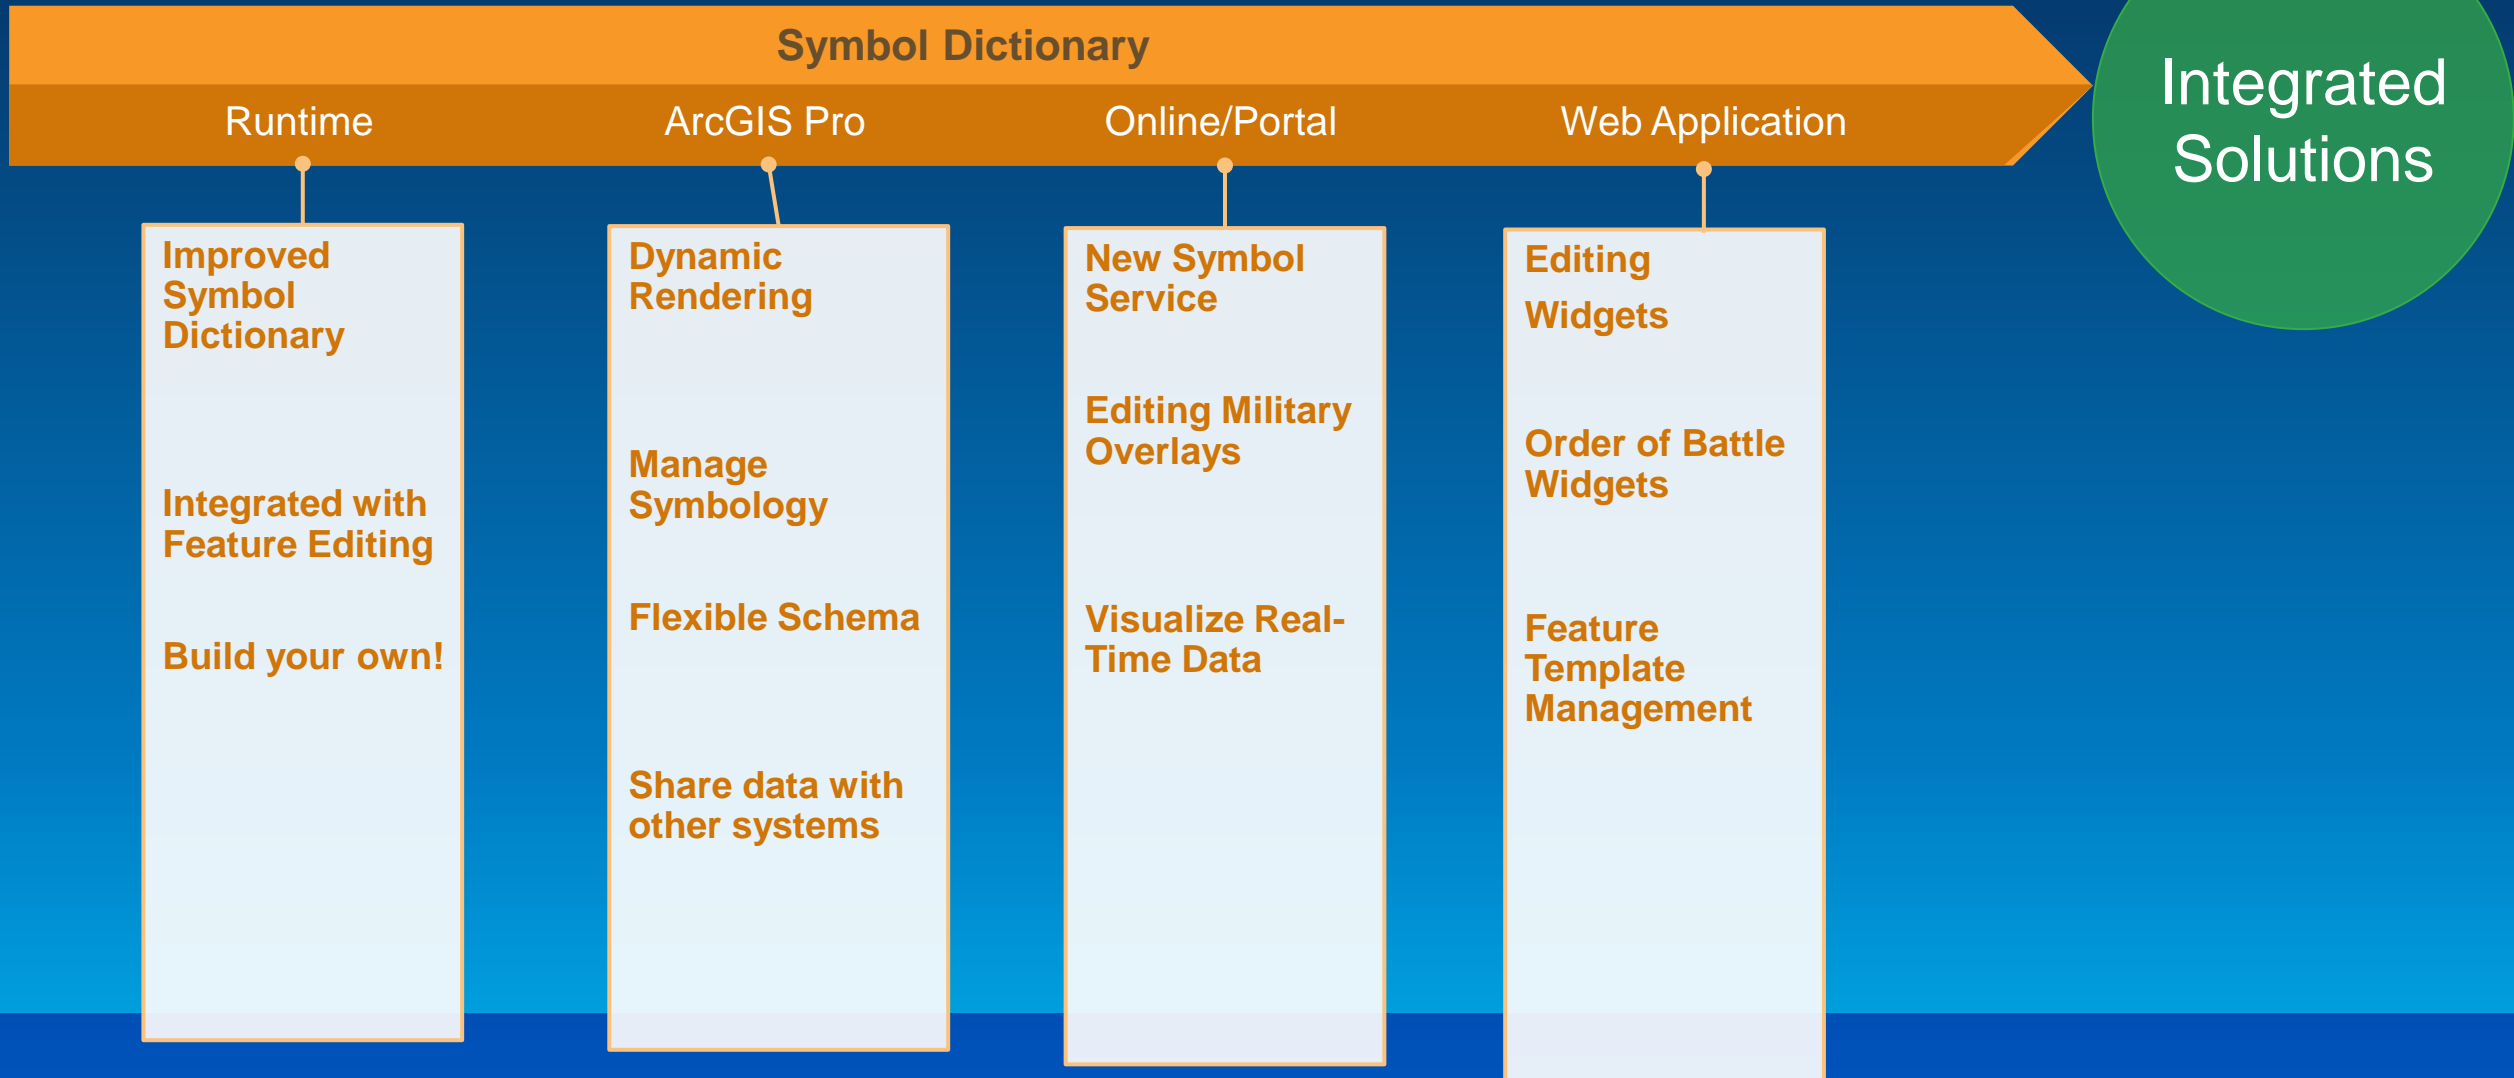 Symbol Dictionary
Runtime
ArcGIS Pro
Online/Portal
Web Application
Integrated
Solutions
Improved
Symbol
Dictionary
Integrated with
Feature Editing
Build your own!
Dynamic
Rendering
Manage
Symbology
Flexible Schema
Share data with
other systems
New Symbol
Service
Editing Military
Overlays
Visualize Real-
Time Data
Editing
Widgets
Order of Battle
Widgets
Feature
Template
Management